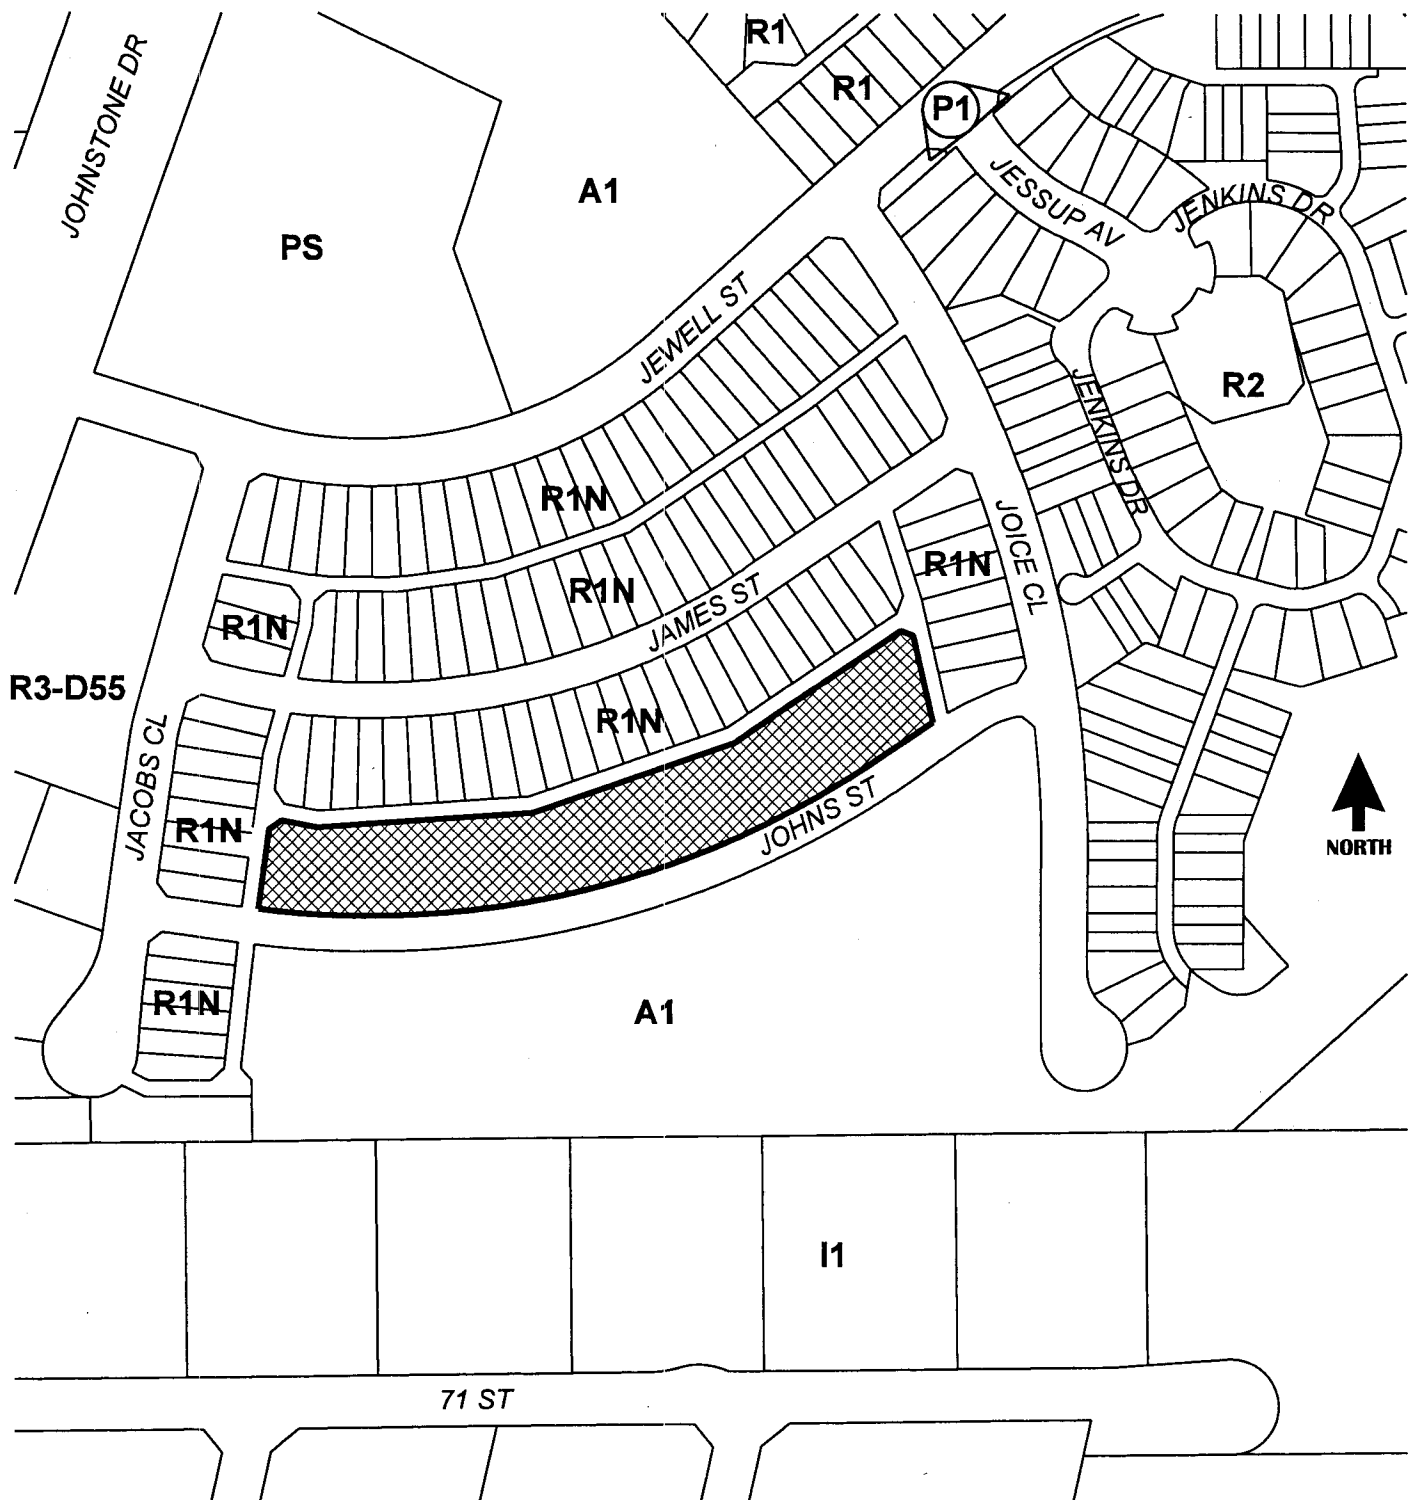 R1
JOHNSTONE DR
R1
P1
A1
JESSUP AV
JENKINS DR
PS
JEWELL ST
R2
JENKINS DR
R1N
JOICE CL
R1N
R1N
JAMES ST
R1N
R3-D55
R1N
JACOBS CL
JOHNS ST
R1N
NORTH
R1N
A1
I1
71 ST